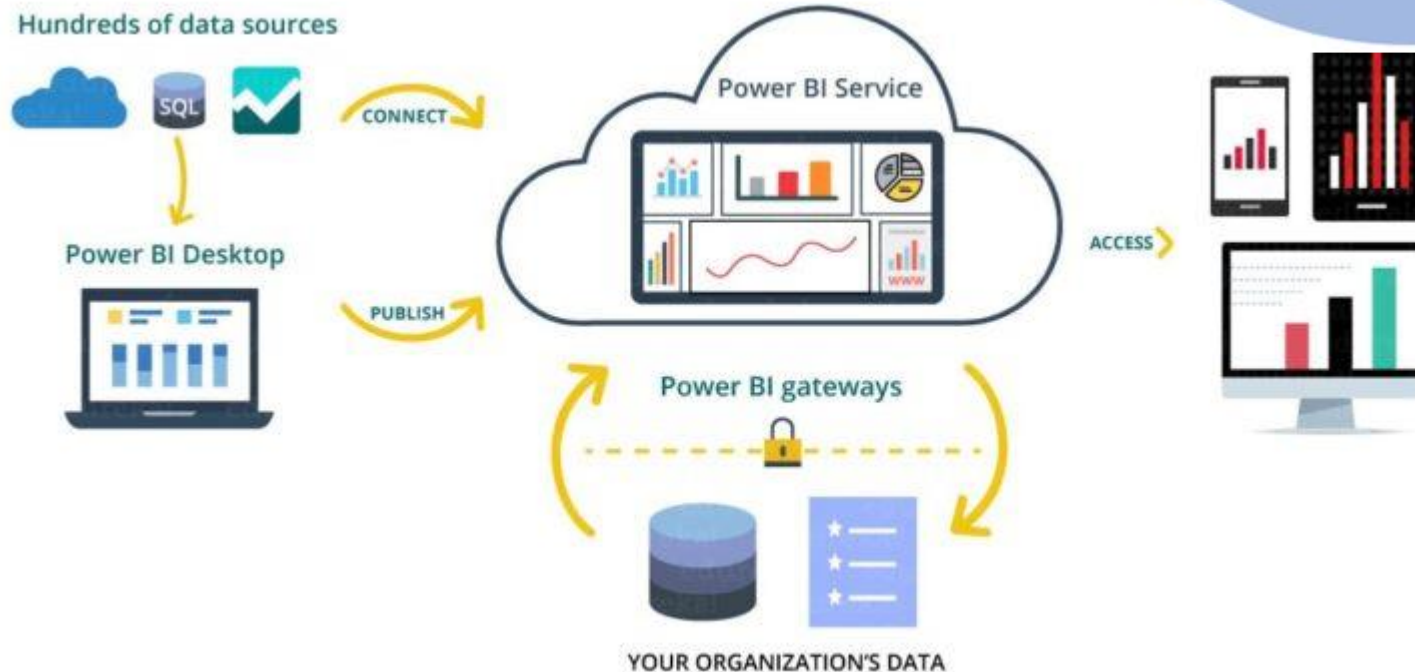 Hundreds of data sources
SQL
CONNECT
Power BI Service
WWW
Power BI Desktop
PUBLISH
ACCESS
Power BI gateways
YOUR ORGANIZATION'S DATA